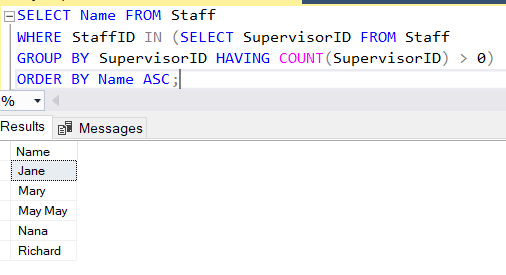 SELECT Name FROM Staff
WHERE StaffID IN (SELECT SupervisorID FROM Staff
GROUP BY SupervisorID HAVING COUNT(SupervisorID) > 0)
ORDER BY Name ASC;
%
Results Messages
Name
Jane
Mary
May May
Nana
Richard